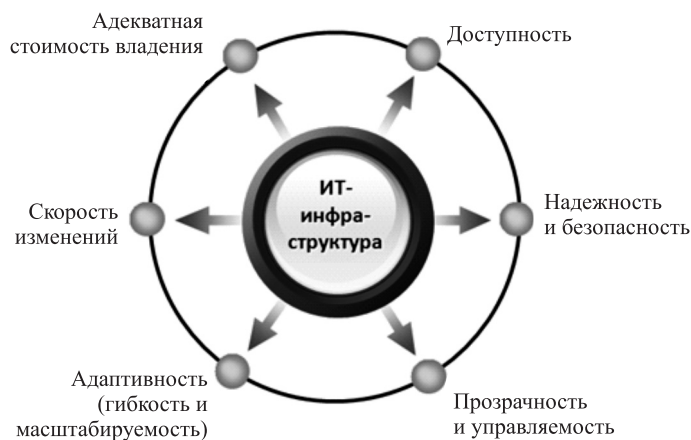 Адекватная
стоимость владения
Доступность
ИТ-
инфра-
структура
Скорость
изменений
Надежность
и безопасность
Адаптивность
(гибкость и
масштабируемость)
Прозрачность
и управляемость